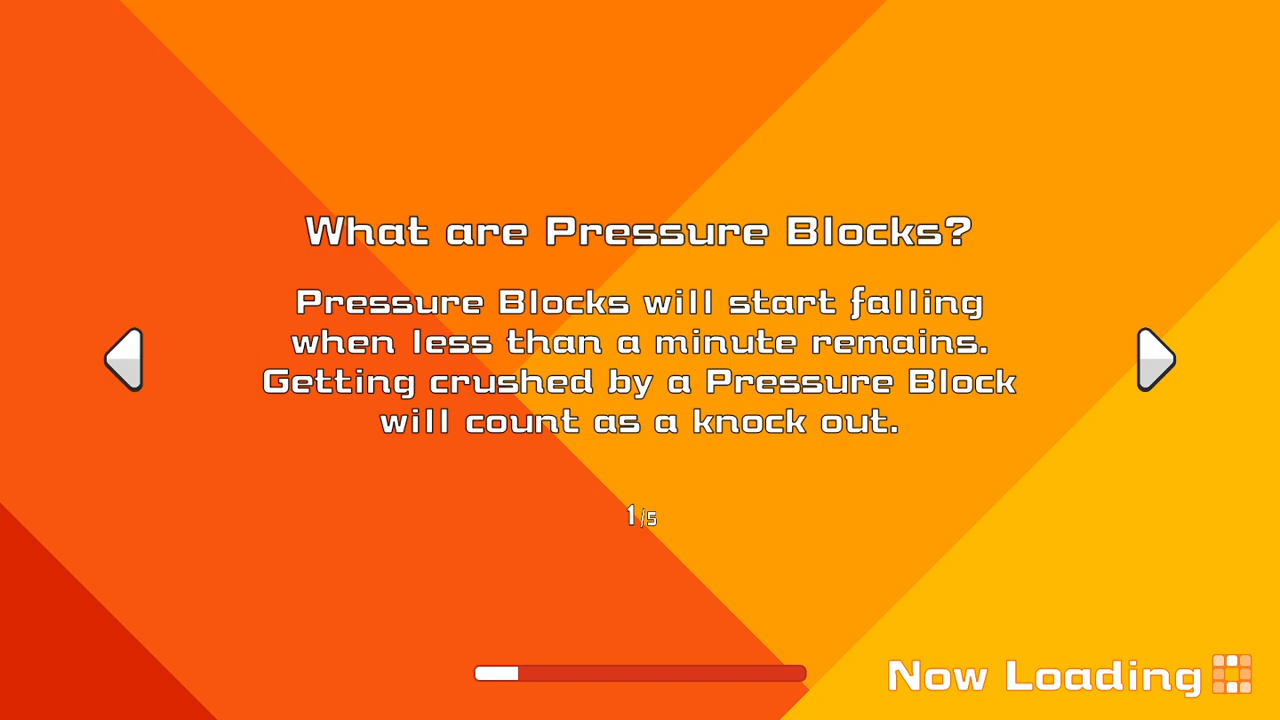 What are Pressure Blocks?
Pressure Blocks will start falling
when less than a minute remains.
Getting crushed by a Pressure Block
will count as a knock out.
1/5
Now Loading